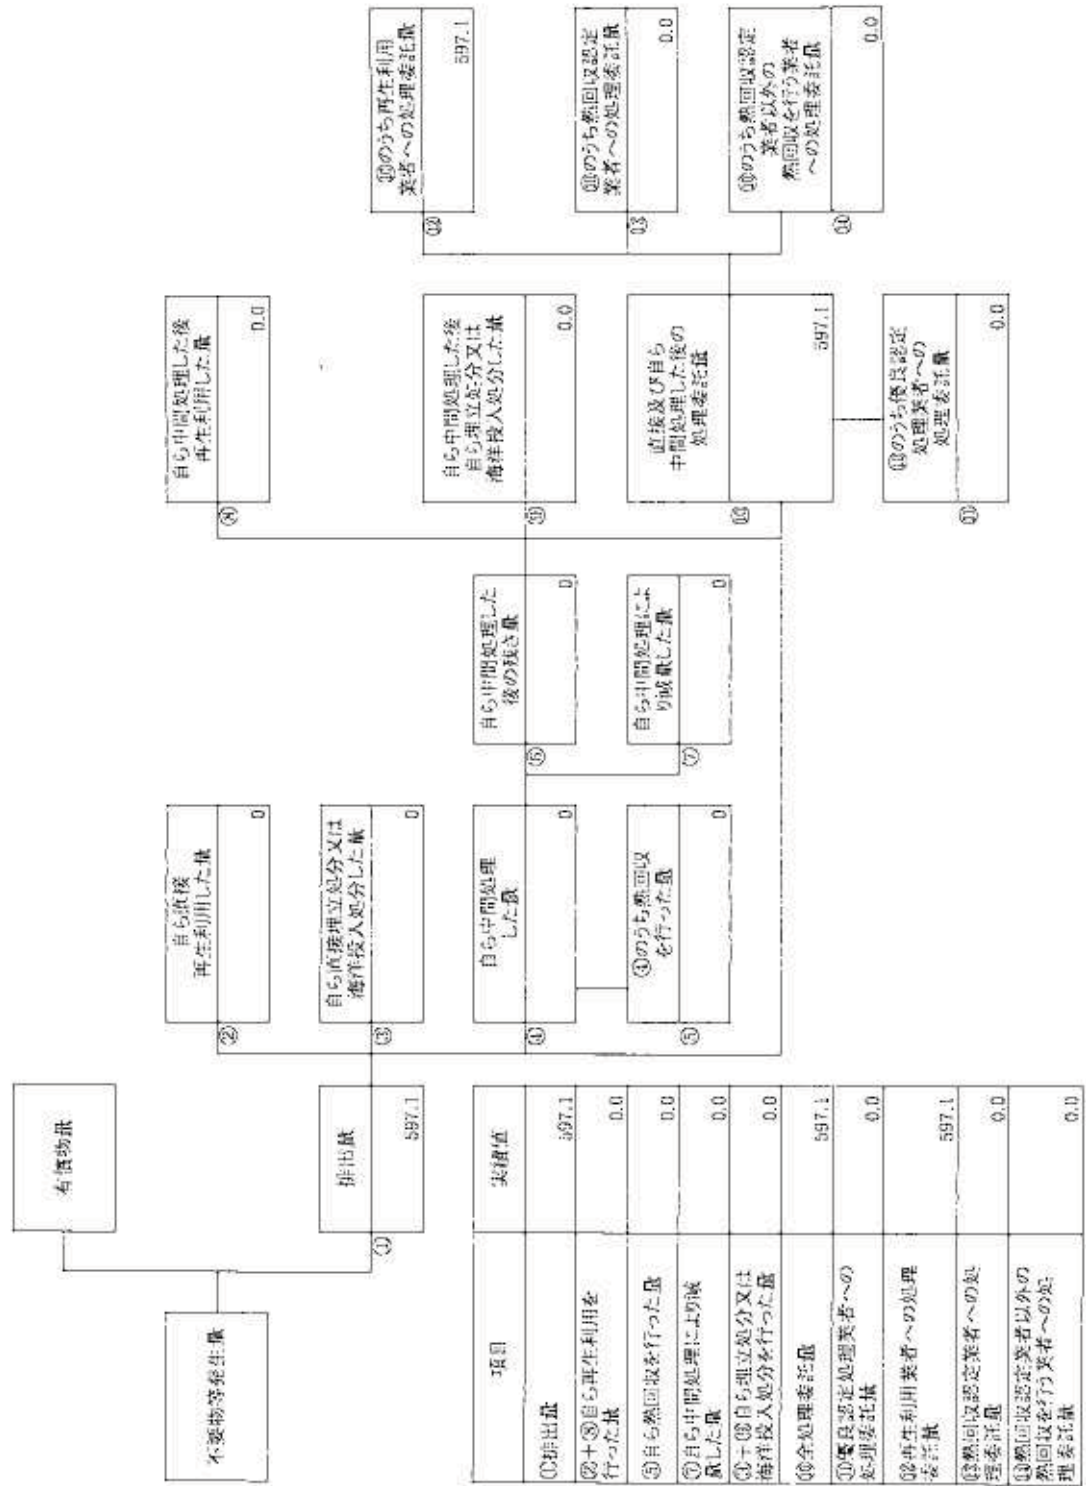 不要物等発生量
有価物量
①
排出量
597.1
②
自ら直接
再生利用した量
0
③
自ら直接埋立処分又は
海洋投入処分した量
0
④
自ら中間処理
した量
0
⑤
④のうち熱回収
を行った量
0
⑥
自ら中間処理した
後の残さ量
0
⑦
自ら中間処理によ
り減量した量
0
⑧
自ら中間処理した後
再生利用した量
0.0
⑨
自ら中間処理した後
自ら埋立処分又は
海洋投入処分した量
0.0
⑩
直接及び自ら
中間処理した後の
処理委託量
597.1
⑪
⑩のうち優良認定
処理業者への
処理委託量
0.0
⑫
⑩のうち再生利用
業者への処理委託量
597.1
⑬
⑩のうち熱回収認定
業者への処理委託量
0.0
⑭
⑩のうち熱回収認定
業者以外の
熱回収を行う業者
への処理委託量
0.0
項目
実績値
①排出量
597.1
②+⑧自ら再生利用を
行った量
0.0
⑤自ら熱回収を行った量
0.0
⑦自ら中間処理により減
量した量
0.0
③+⑨自ら埋立処分又は
海洋投入処分を行った量
0.0
⑩全処理委託量
597.1
⑪優良認定処理業者への
処理委託量
0.0
⑫再生利用業者への処理
委託量
597.1
⑬熱回収認定業者への処
理委託量
0.0
⑭熱回収認定業者以外の
熱回収を行う業者への処
理委託量
0.0